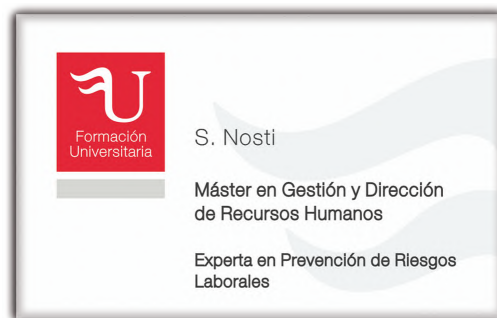 Formación
Universitaria
S. Nosti
Máster en Gestión y Dirección
de Recursos Humanos
Experta en Prevención de Riesgos
Laborales